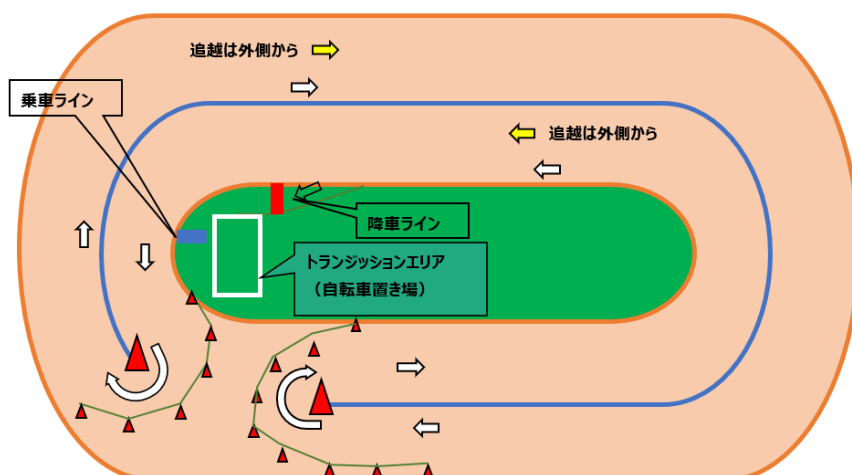 追越は外側から
乗車ライン
追越は外側から
降車ライン
トランジッションエリア
（自転車置き場）